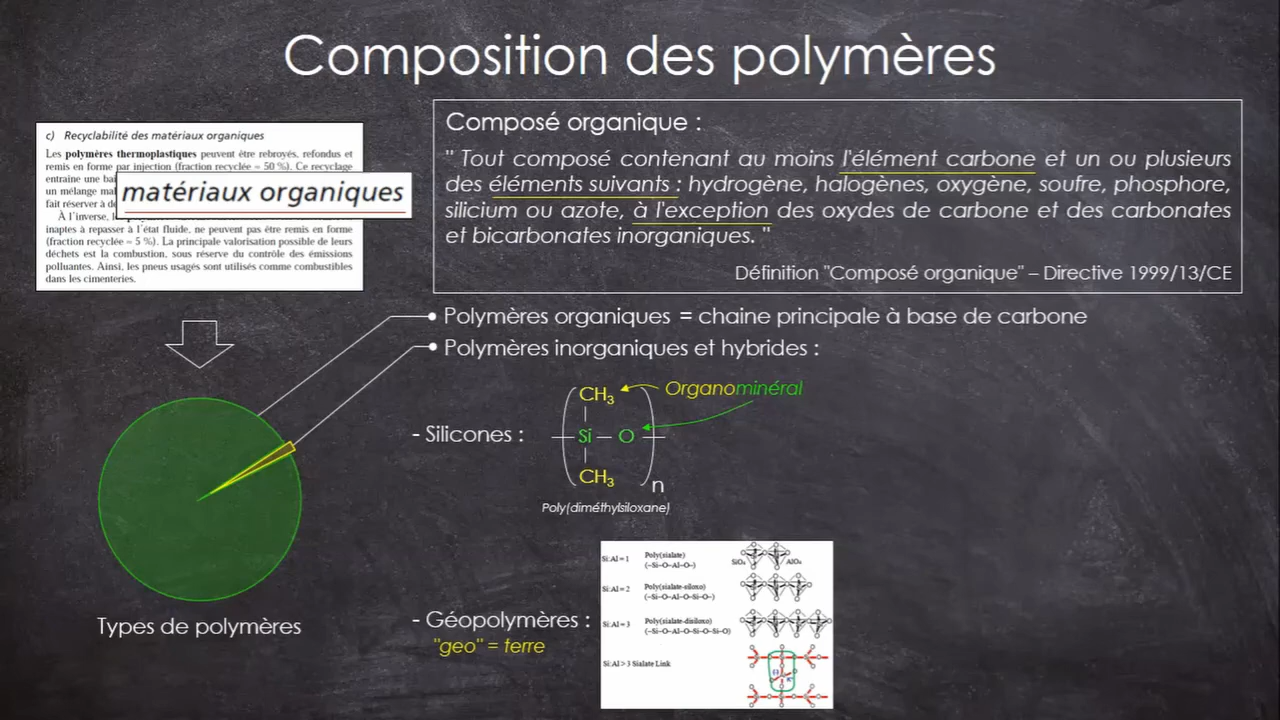 Composition des polymères
c) Recyclabilité des matériaux organiques
Les polymères thermoplastiques peuvent être rebroyés, refondus et
remis en forme par injection (fraction recyclée ≈ 50 %). Ce recyclage
entraine une
un mélange
fait réserver à
matériaux organiques
À l'inverse,
inaptes à repasser à l'état fluide, ne peuvent pas être remis en forme
(fraction recyclée ≈ 5 %). La principale valorisation possible de leurs
déchets est la combustion, sous réserve du contrôle des émissions
polluantes. Ainsi, les pneus usagés sont utilisés comme combustibles
dans les cimenteries.
Composé organique :
" Tout composé contenant au moins l'élément carbone et un ou plusieurs
des éléments suivants : hydrogène, halogènes, oxygène, soufre, phosphore,
silicium ou azote, à l'exception des oxydes de carbone et des carbonates
et bicarbonates inorganiques. "
Définition "Composé organique" – Directive 1999/13/CE
• Polymères organiques = chaine principale à base de carbone
• Polymères inorganiques et hybrides :
Types de polymères
- Silicones :
CH₃
Organominéral
Si — O
CH₃
n
Poly(diméthylsiloxane)
- Géopolymères :
"geo" = terre
Si:Al = 1 Poly(sialate)
(–Si–O–Al–O–)
SiO₄ AlO₄
Si:Al = 2 Poly(sialate-siloxo)
(–Si–O–Al–O–Si–O–)
Si:Al = 3 Poly(sialate-disiloxo)
(–Si–O–Al–O–Si–O–Si–O)
Si:Al > 3 Sialate Link